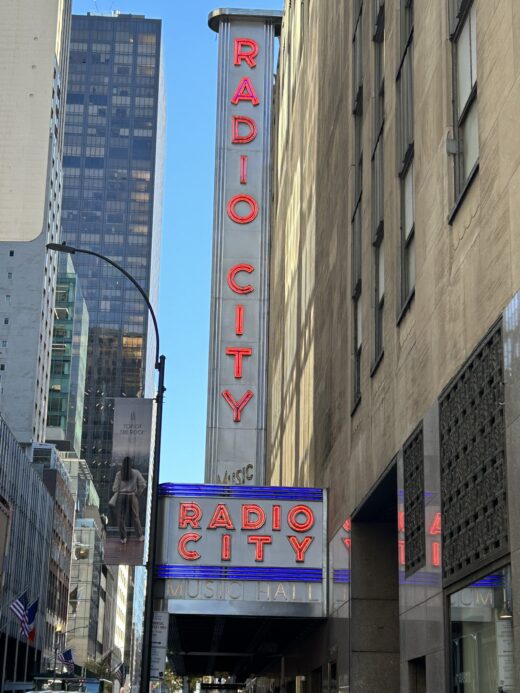 RADIO CITY
MUSIC
RADIO
CITY
MUSIC HALL
TOP OF
THE ROCK